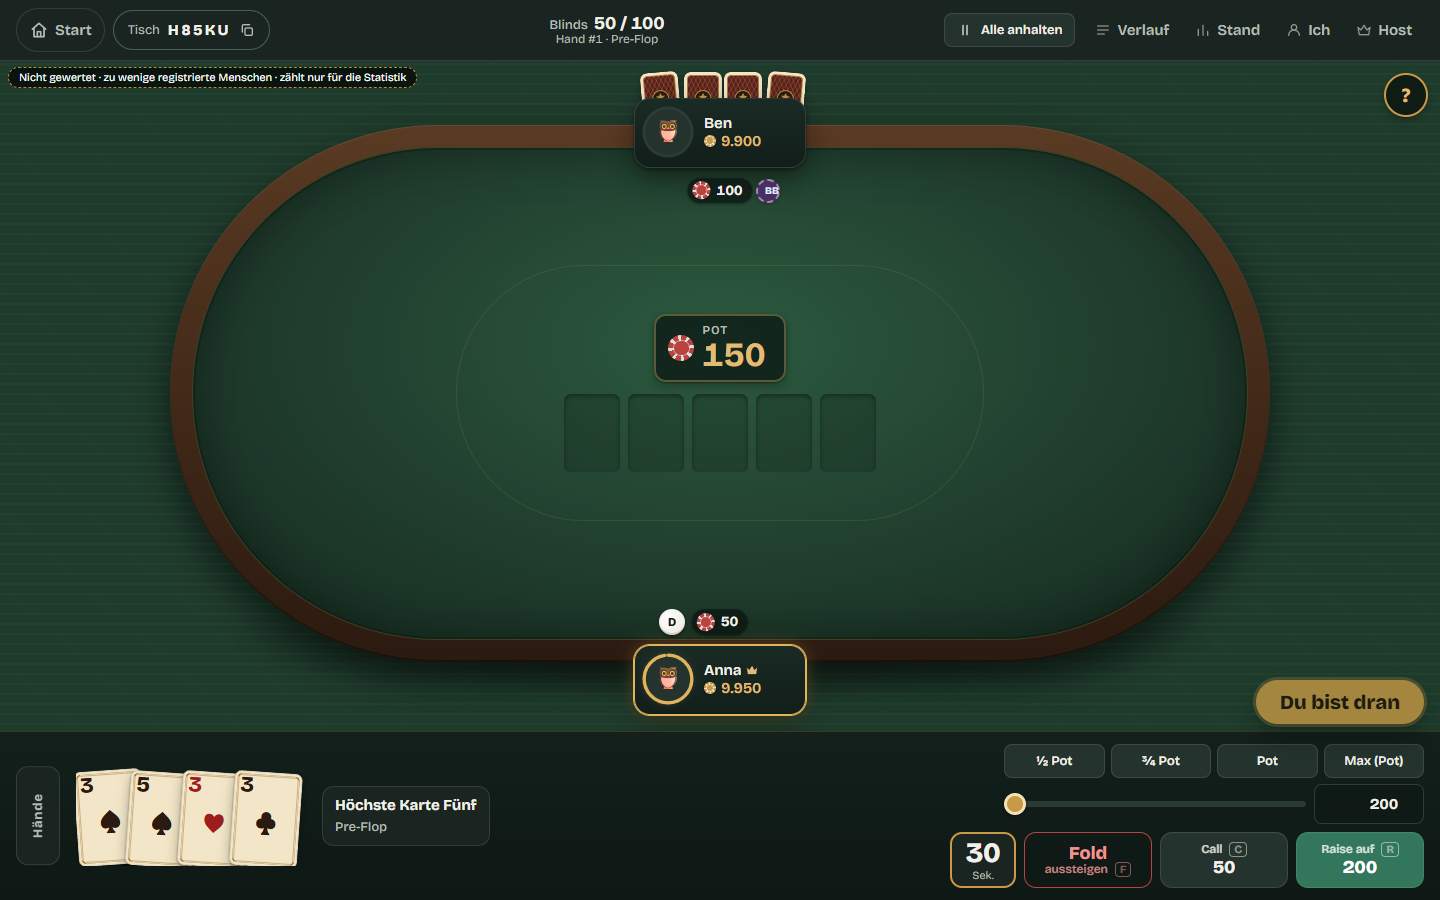 Start
Tisch H85KU
Blinds 50 / 100
Hand #1 · Pre-Flop
Alle anhalten
Verlauf
Stand
Ich
Host
Nicht gewertet · zu wenige registrierte Menschen · zählt nur für die Statistik
?
Ben
9.900
100
BB
POT
150
D
50
Anna
9.950
Du bist dran
Hände
3
5
3
3
Höchste Karte Fünf
Pre-Flop
½ Pot
¾ Pot
Pot
Max (Pot)
200
30
Sek.
Fold
aussteigen F
Call C
50
Raise auf R
200